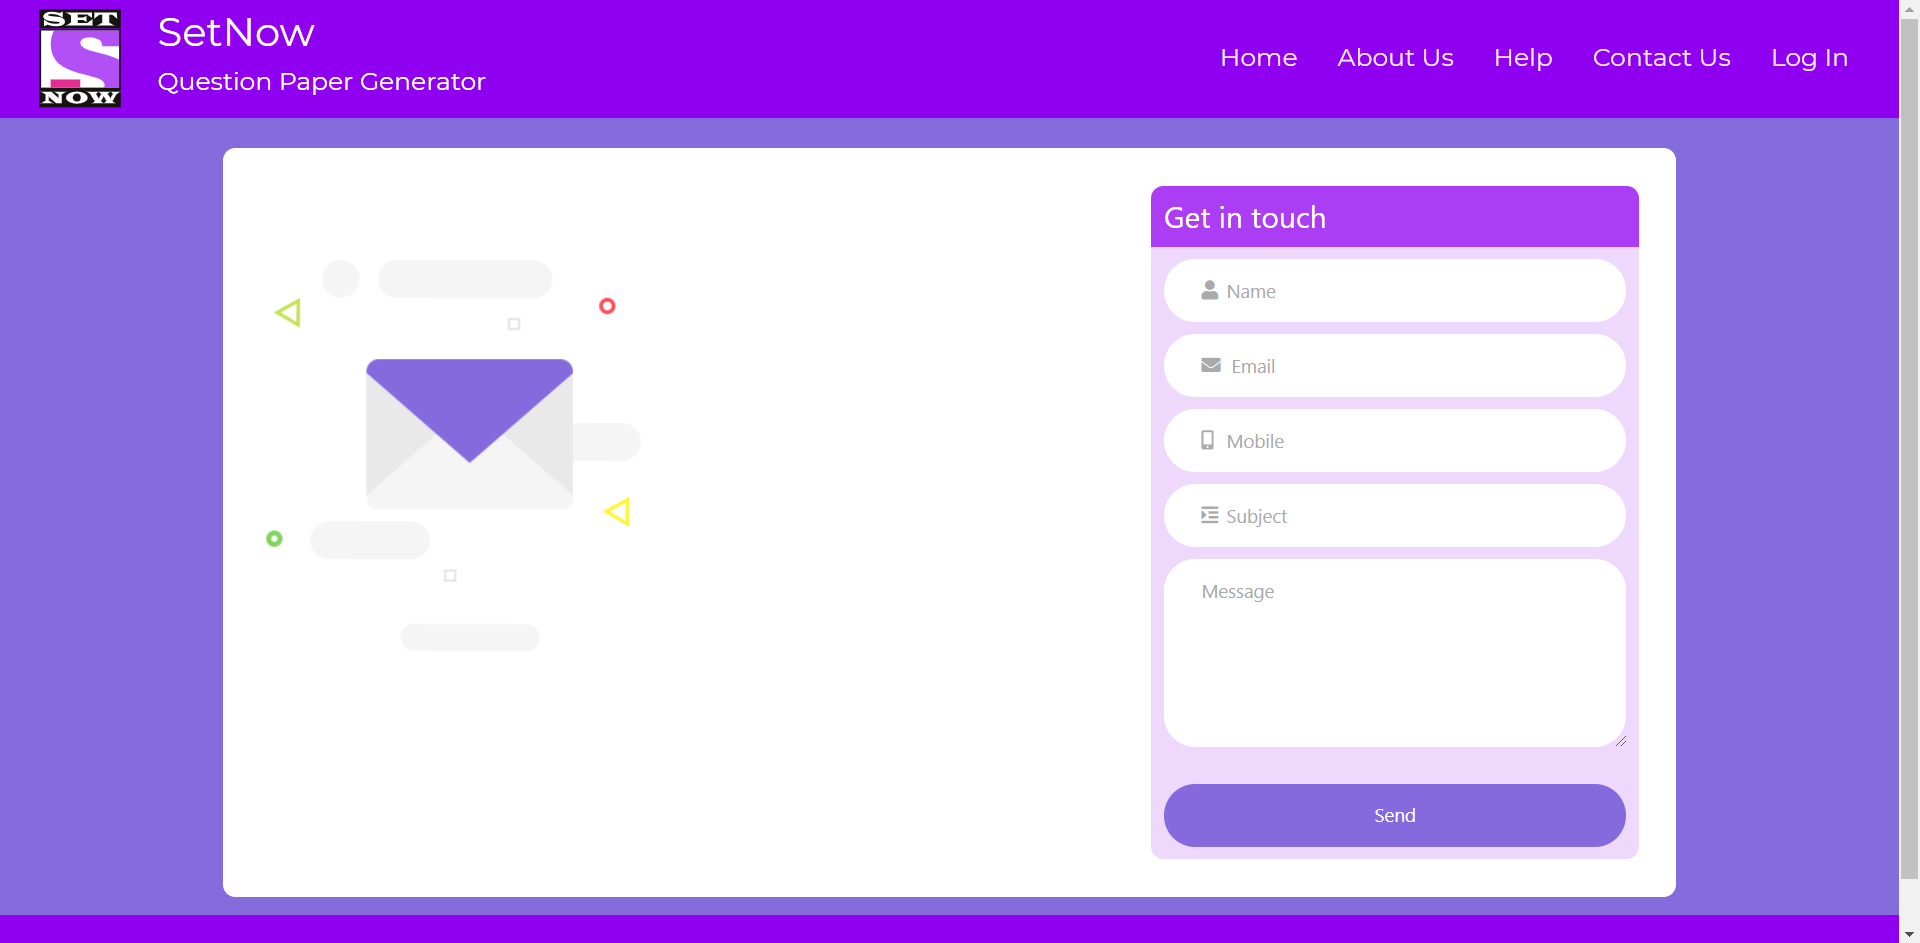 SET
NOW
SetNow
Question Paper Generator
Home About Us Help Contact Us Log In
Get in touch
Name
Email
Mobile
Subject
Message
Send